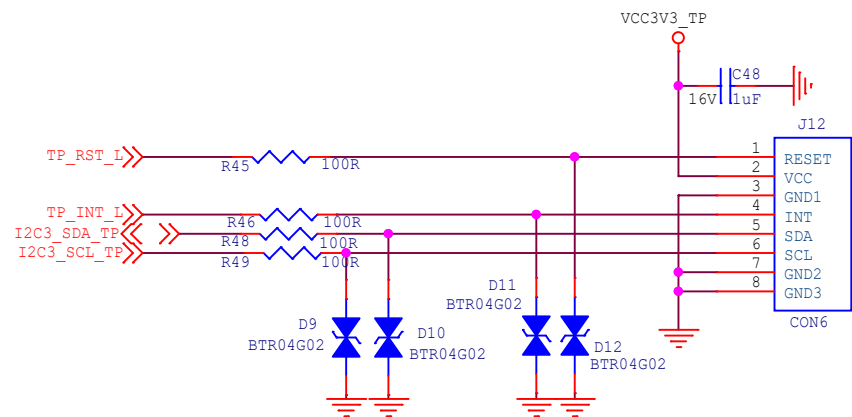 VCC3V3_TP
C48
16V
1uF
J12
TP_RST_L
R45
100R
1
RESET
2
VCC
3
GND1
TP_INT_L
R46
100R
4
INT
I2C3_SDA_TP
R48
100R
5
SDA
I2C3_SCL_TP
R49
100R
6
SCL
7
GND2
8
GND3
CON6
D9
BTR04G02
D10
BTR04G02
D11
BTR04G02
D12
BTR04G02